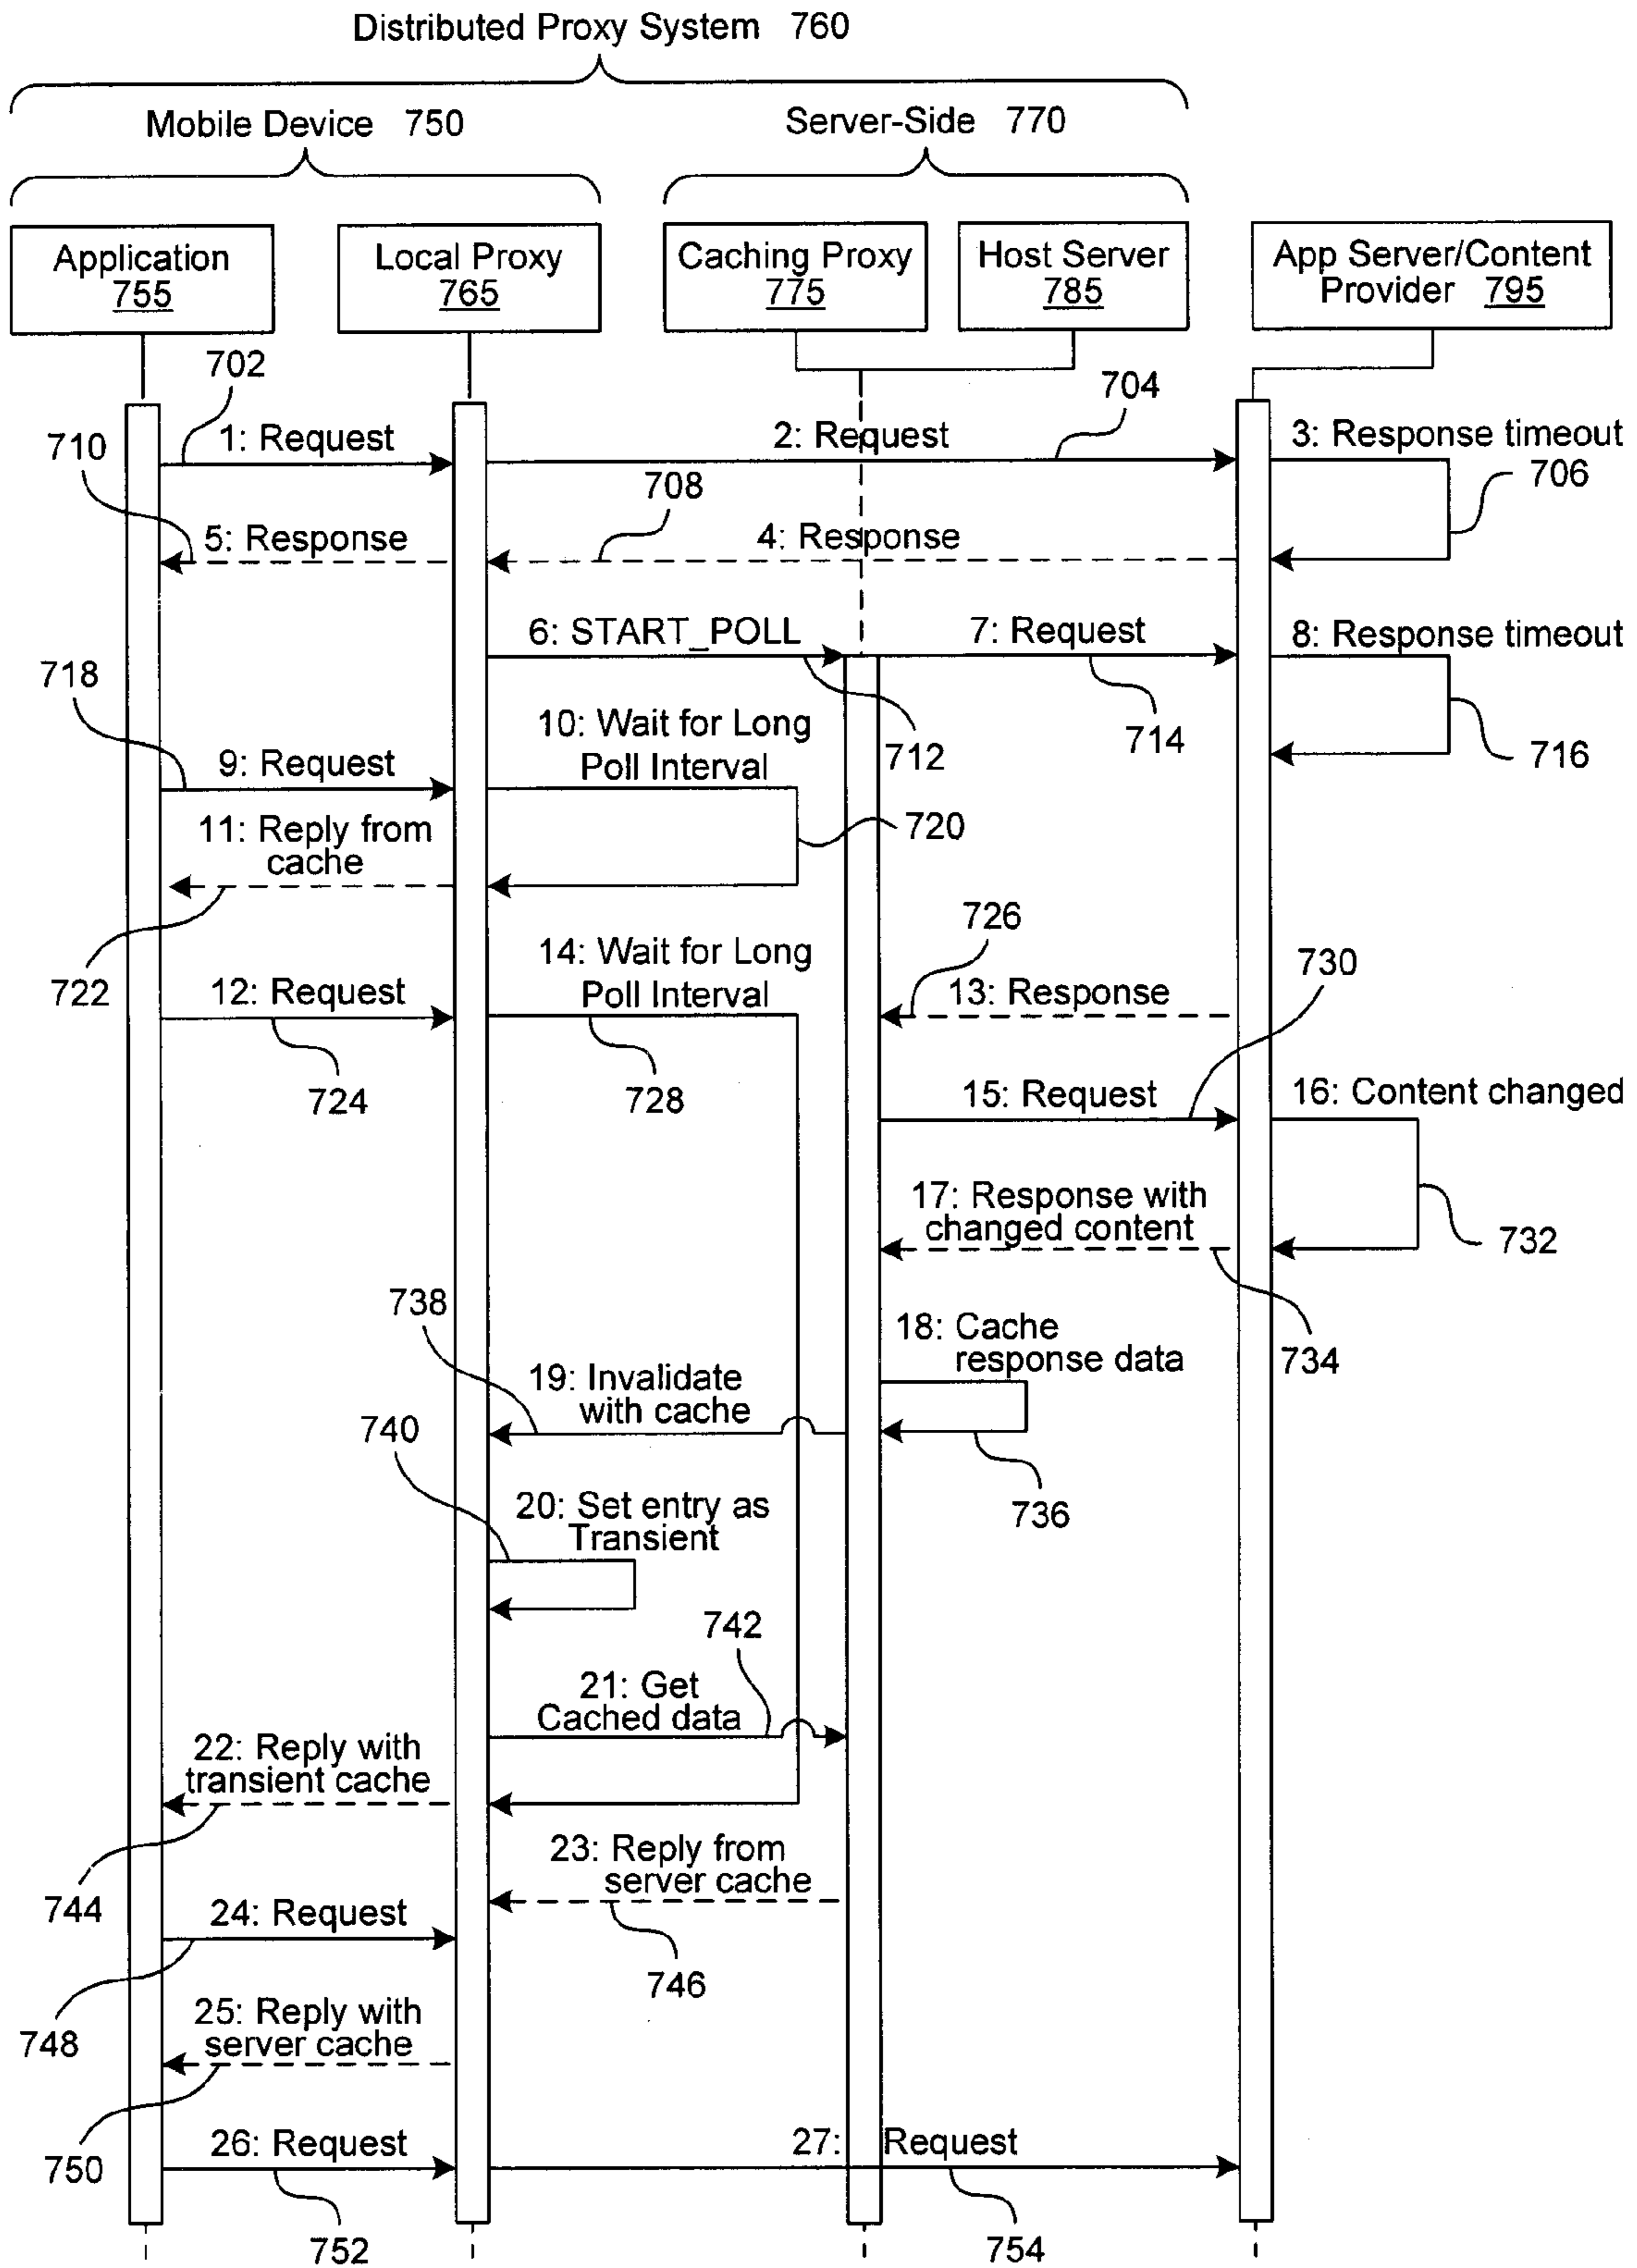 Distributed Proxy System 760
Mobile Device 750
Server-Side 770
Application
755
Local Proxy
765
Caching Proxy
775
Host Server
785
App Server/Content
Provider 795
702
704
710
1: Request
2: Request
3: Response timeout
706
708
5: Response
4: Response
6: START_POLL
7: Request
8: Response timeout
718
712
714
716
9: Request
10: Wait for Long
Poll Interval
720
11: Reply from
cache
722
726
12: Request
14: Wait for Long
Poll Interval
13: Response
730
724
728
15: Request
16: Content changed
17: Response with
changed content
732
734
738
18: Cache
response data
19: Invalidate
with cache
736
740
20: Set entry as
Transient
742
21: Get
Cached data
22: Reply with
transient cache
744
23: Reply from
server cache
746
24: Request
748
25: Reply with
server cache
750
26: Request
27: Request
752
754